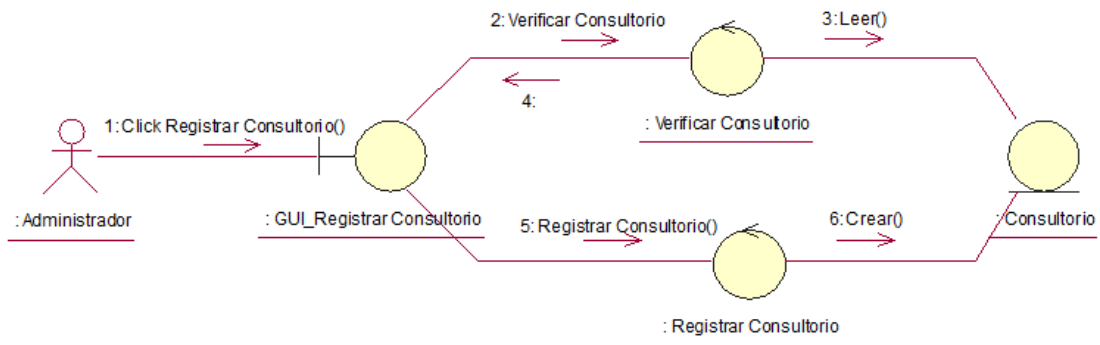 2: Verificar Consultorio
3: Leer()
4:
1: Click Registrar Consultorio()
: Verificar Consultorio
: Administrador
: GUI_Registrar Consultorio
5: Registrar Consultorio()
6: Crear()
: Consultorio
: Registrar Consultorio